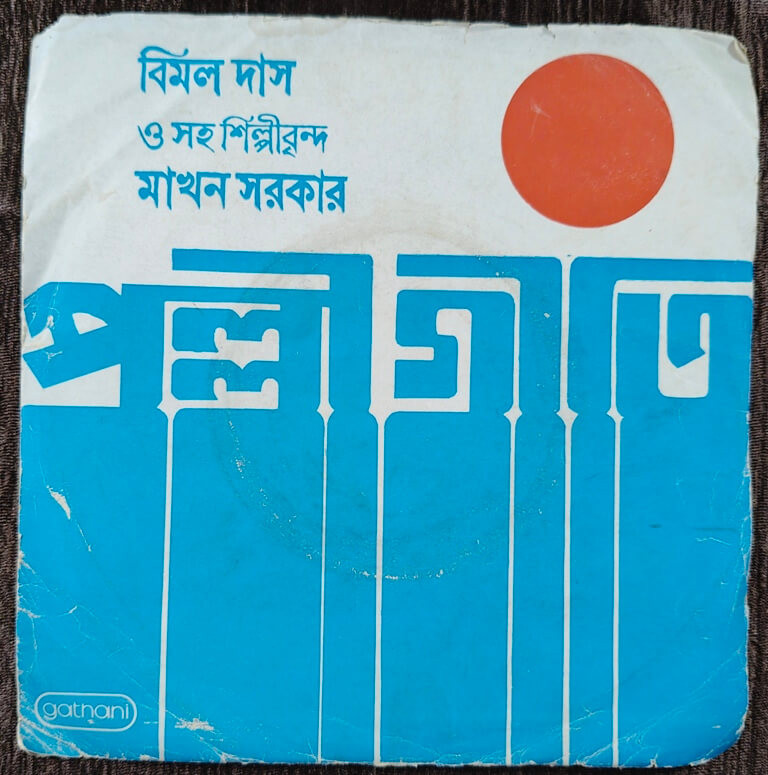 বিমল দাস
ও সহ শিল্পীবৃন্দ
মাখন সরকার
পল্লীগীতি
gathani